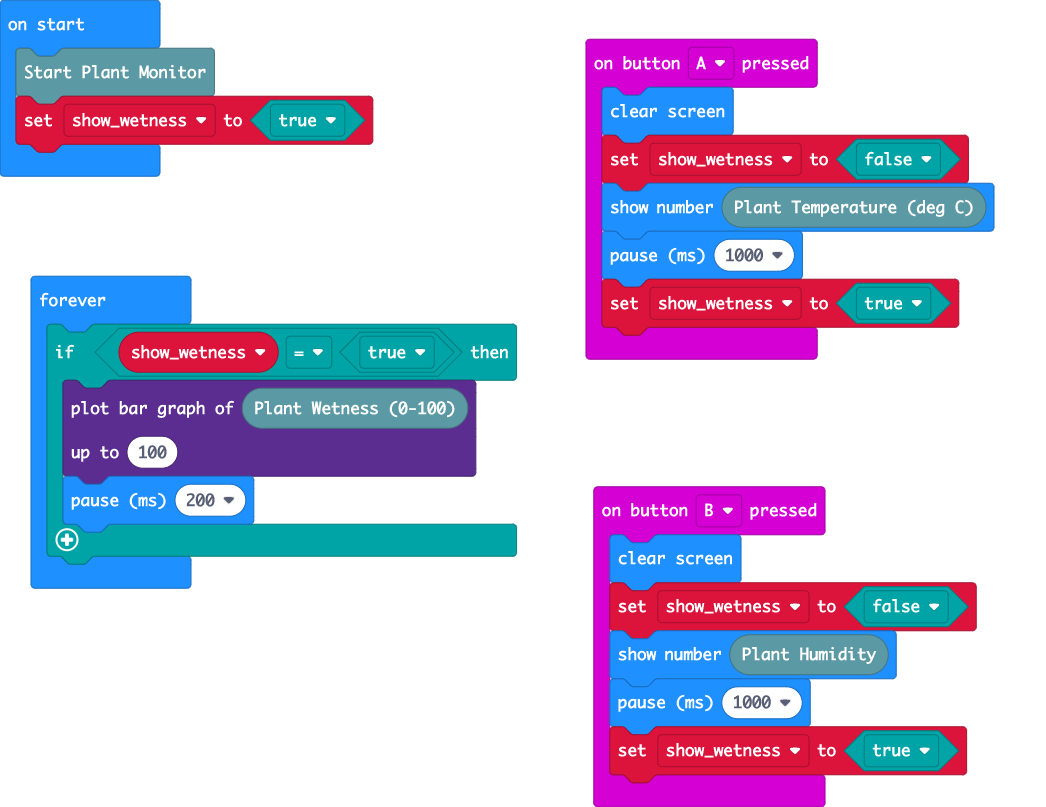 on start
Start Plant Monitor
set show_wetness to true
forever
if show_wetness = true then
plot bar graph of Plant Wetness (0-100)
up to 100
pause (ms) 200
on button A pressed
clear screen
set show_wetness to false
show number Plant Temperature (deg C)
pause (ms) 1000
set show_wetness to true
on button B pressed
clear screen
set show_wetness to false
show number Plant Humidity
pause (ms) 1000
set show_wetness to true